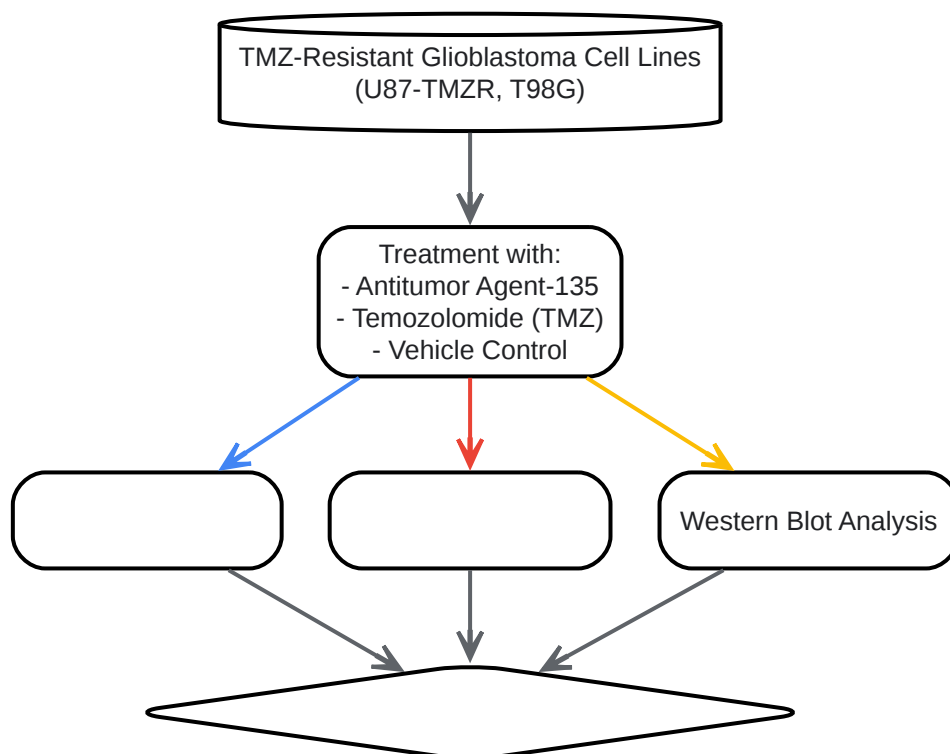 TMZ-Resistant Glioblastoma Cell Lines
(U87-TMZR, T98G)
Treatment with:
- Antitumor Agent-135
- Temozolomide (TMZ)
- Vehicle Control
Western Blot Analysis